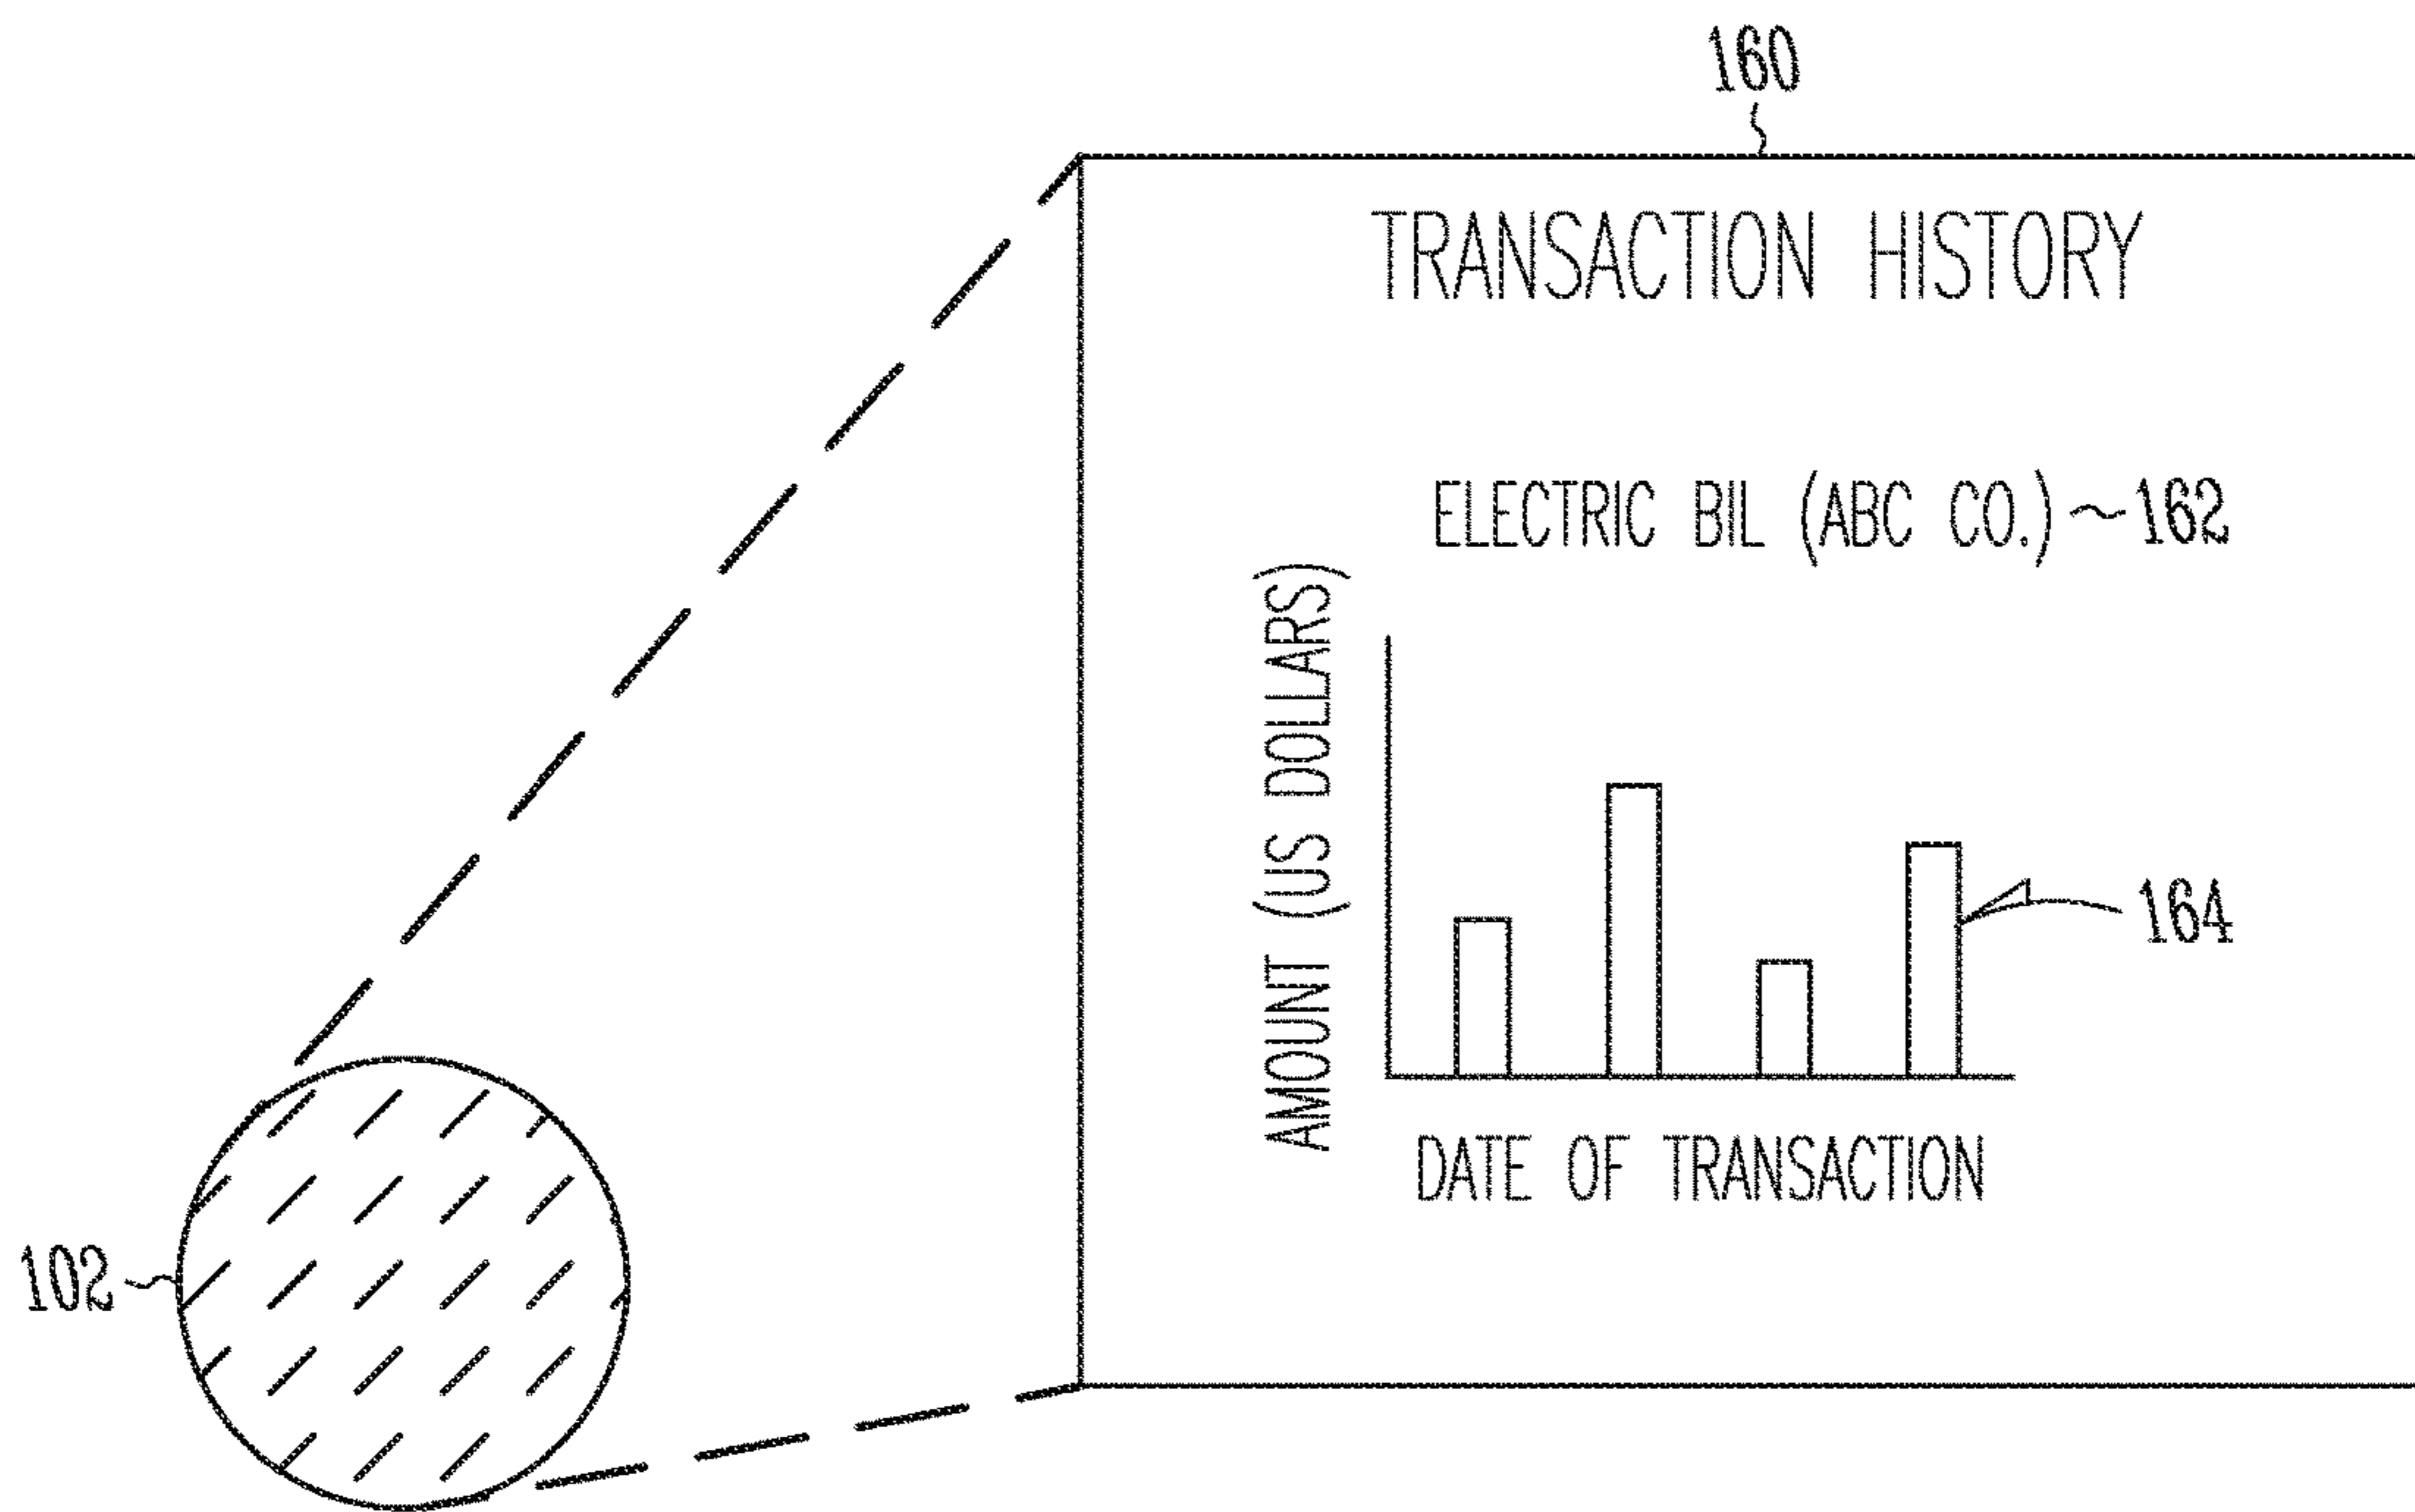 160
TRANSACTION HISTORY
ELECTRIC BIL (ABC CO.) ~162
AMOUNT (US DOLLARS)
164
DATE OF TRANSACTION
102